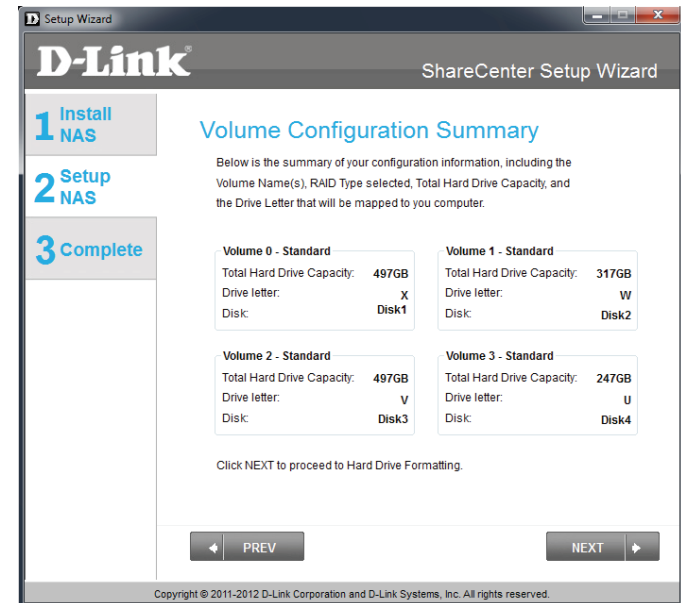 Setup Wizard
D-Link®
ShareCenter Setup Wizard
1 Install
NAS
2 Setup
NAS
3 Complete
Volume Configuration Summary
Below is the summary of your configuration information, including the
Volume Name(s), RAID Type selected, Total Hard Drive Capacity, and
the Drive Letter that will be mapped to you computer.
Volume 0 - Standard
Total Hard Drive Capacity: 497GB
Drive letter: X
Disk: Disk1
Volume 1 - Standard
Total Hard Drive Capacity: 317GB
Drive letter: W
Disk: Disk2
Volume 2 - Standard
Total Hard Drive Capacity: 497GB
Drive letter: V
Disk: Disk3
Volume 3 - Standard
Total Hard Drive Capacity: 247GB
Drive letter: U
Disk: Disk4
Click NEXT to proceed to Hard Drive Formatting.
PREV
NEXT
Copyright © 2011-2012 D-Link Corporation and D-Link Systems, Inc. All rights reserved.